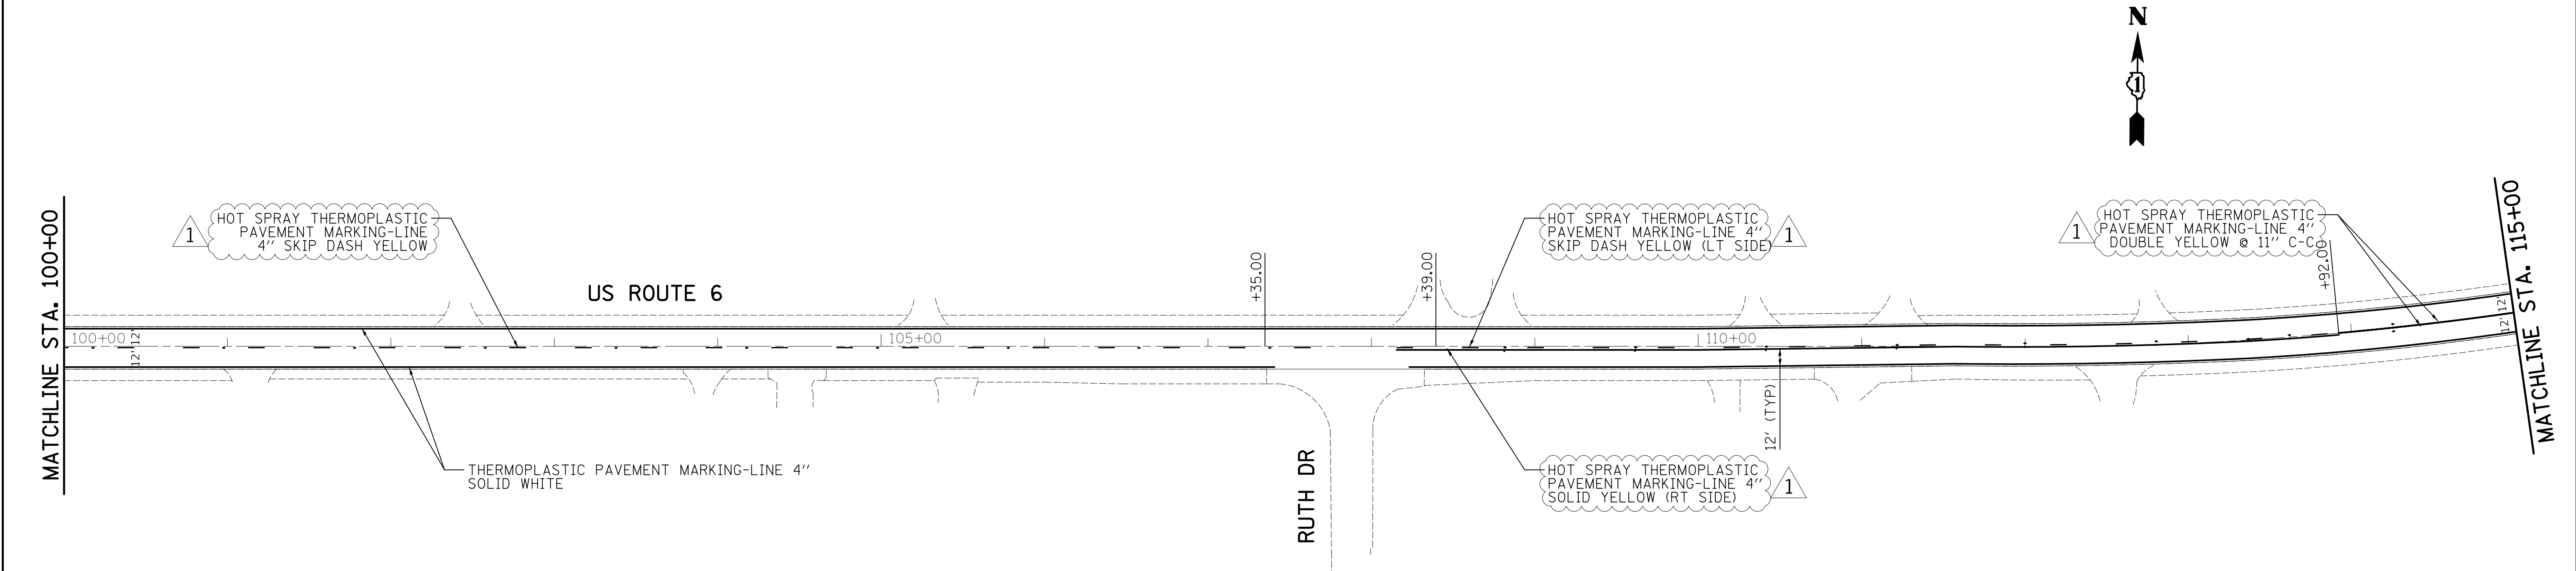 N
1
MATCHLINE STA. 100+00
1
HOT SPRAY THERMOPLASTIC
PAVEMENT MARKING-LINE
4" SKIP DASH YELLOW
US ROUTE 6
100+00
12'
12'
105+00
THERMOPLASTIC PAVEMENT MARKING-LINE 4"
SOLID WHITE
+35.00
+39.00
RUTH DR
HOT SPRAY THERMOPLASTIC
PAVEMENT MARKING-LINE 4"
SKIP DASH YELLOW (LT SIDE)
1
110+00
12' (TYP)
HOT SPRAY THERMOPLASTIC
PAVEMENT MARKING-LINE 4"
SOLID YELLOW (RT SIDE)
1
1
HOT SPRAY THERMOPLASTIC
PAVEMENT MARKING-LINE 4"
DOUBLE YELLOW @ 11" C-C
+92.00
12'
12'
MATCHLINE STA. 115+00